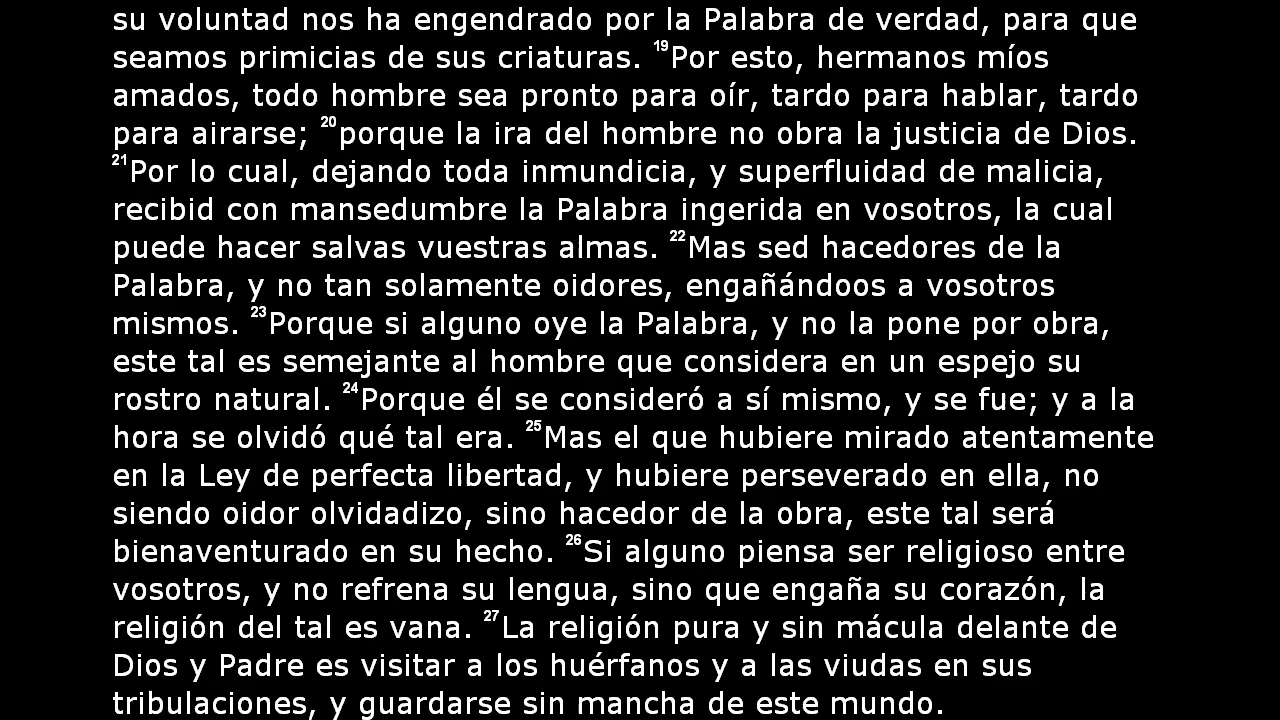 su voluntad nos ha engendrado por la Palabra de verdad, para que
seamos primicias de sus criaturas. 19Por esto, hermanos míos
amados, todo hombre sea pronto para oír, tardo para hablar, tardo
para airarse; 20porque la ira del hombre no obra la justicia de Dios.
21Por lo cual, dejando toda inmundicia, y superfluidad de malicia,
recibid con mansedumbre la Palabra ingerida en vosotros, la cual
puede hacer salvas vuestras almas. 22Mas sed hacedores de la
Palabra, y no tan solamente oidores, engañándoos a vosotros
mismos. 23Porque si alguno oye la Palabra, y no la pone por obra,
este tal es semejante al hombre que considera en un espejo su
rostro natural. 24Porque él se consideró a sí mismo, y se fue; y a la
hora se olvidó qué tal era. 25Mas el que hubiere mirado atentamente
en la Ley de perfecta libertad, y hubiere perseverado en ella, no
siendo oidor olvidadizo, sino hacedor de la obra, este tal será
bienaventurado en su hecho. 26Si alguno piensa ser religioso entre
vosotros, y no refrena su lengua, sino que engaña su corazón, la
religión del tal es vana. 27La religión pura y sin mácula delante de
Dios y Padre es visitar a los huérfanos y a las viudas en sus
tribulaciones, y guardarse sin mancha de este mundo.